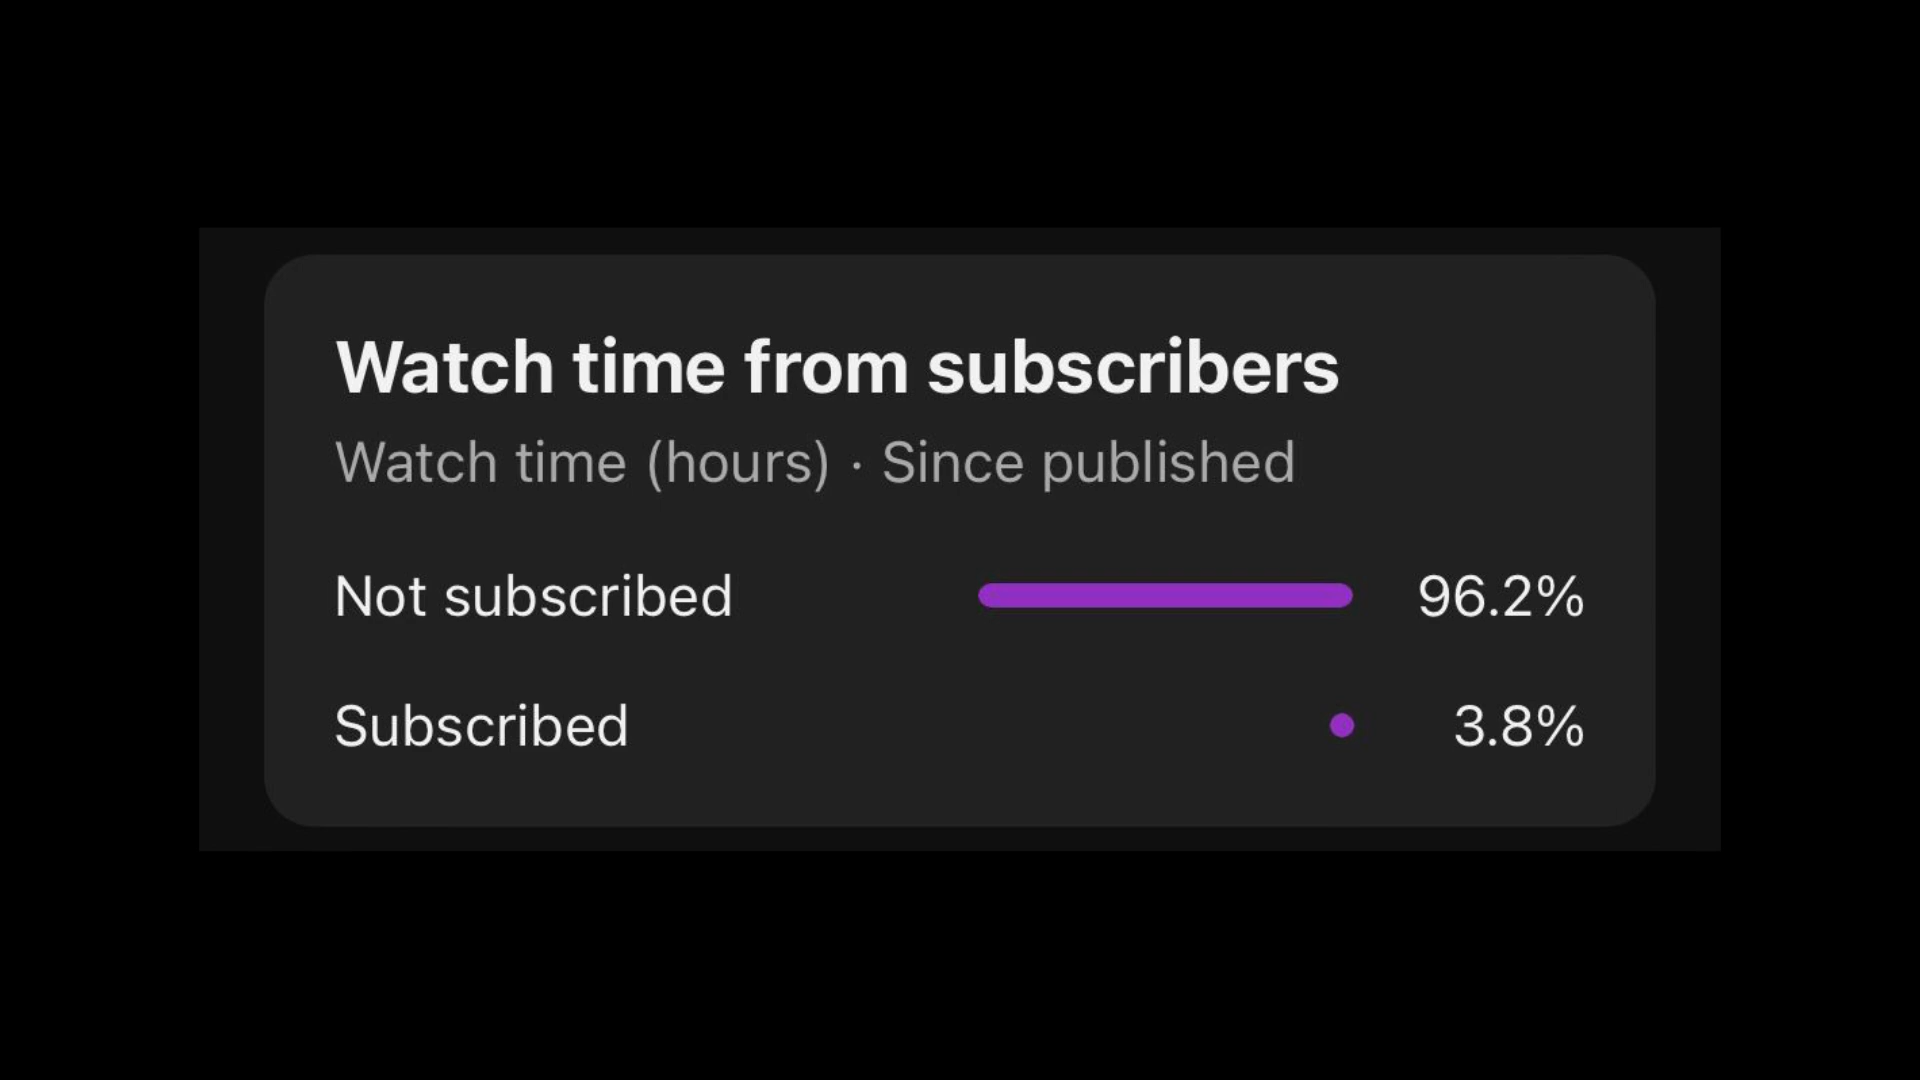 Watch time from subscribers
Watch time (hours) · Since published
Not subscribed 96.2%
Subscribed 3.8%